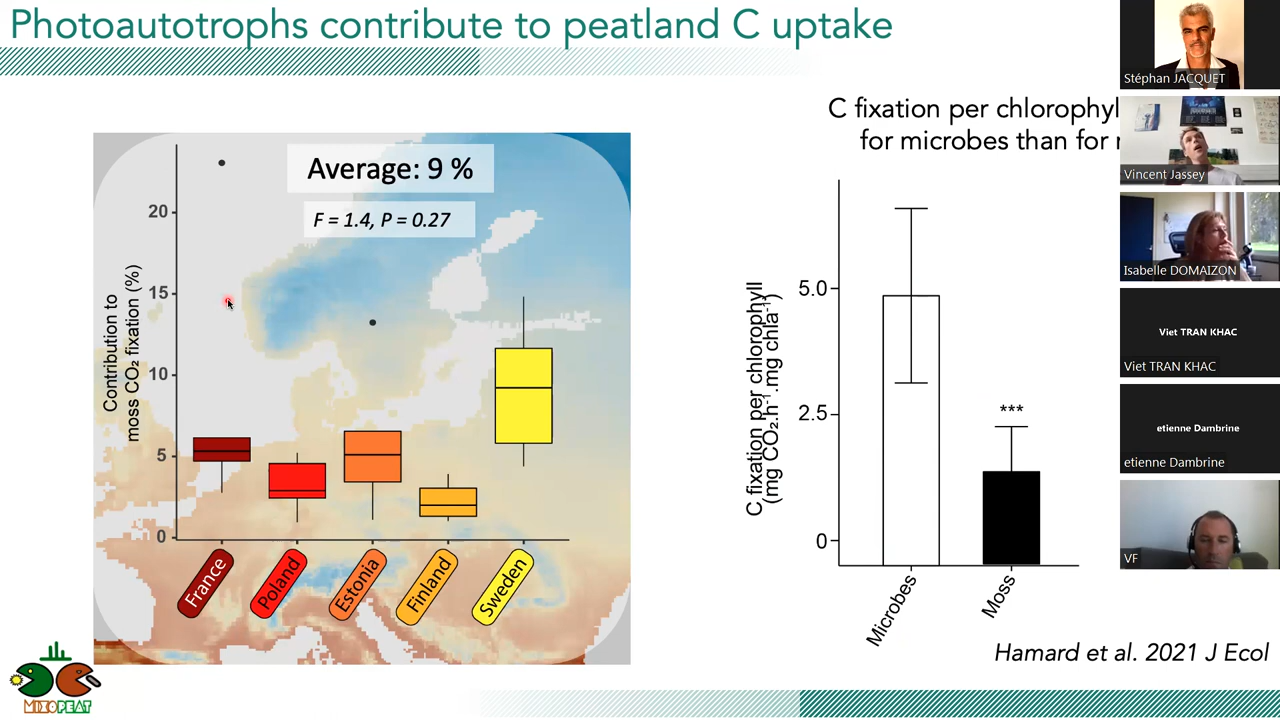 Photoautotrophs contribute to peatland C uptake
Average: 9 %
F = 1.4, P = 0.27
Contribution to
moss CO₂ fixation (%)
20
15
10
5
0
France
Poland
Estonia
Finland
Sweden
C fixation per chlorophyl
for microbes than for
C fixation per chlorophyll
(mg CO₂.h⁻¹.mg chla⁻¹)
5.0
2.5
0
***
Microbes
Moss
Hamard et al. 2021 J Ecol
MIXOPEAT
Stéphan JACQUET
Vincent Jassey
Isabelle DOMAIZON
Viet TRAN KHAC
Viet TRAN KHAC
etienne Dambrine
etienne Dambrine
VF